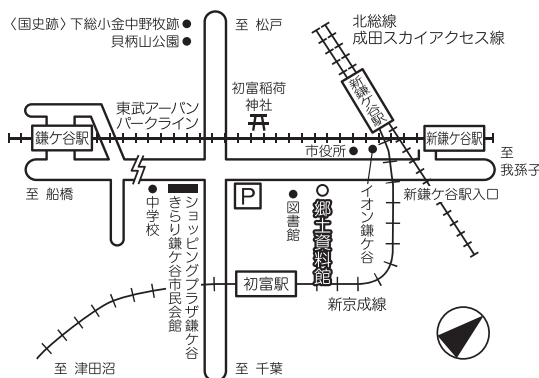 〈国史跡〉下総小金中野牧跡
貝柄山公園
至 松戸
北総線
成田スカイアクセス線
初富稲荷
神社
東武アーバン
パークライン
新鎌ケ谷駅
鎌ケ谷駅
新鎌ケ谷駅
市役所
至
我孫子
至 船橋
新鎌ケ谷駅入口
中学校
ショッピングプラザ鎌ケ谷
きらり鎌ケ谷市民会館
P
図書館
郷土資料館
イオン鎌ケ谷
初富駅
新京成線
至 津田沼
至 千葉